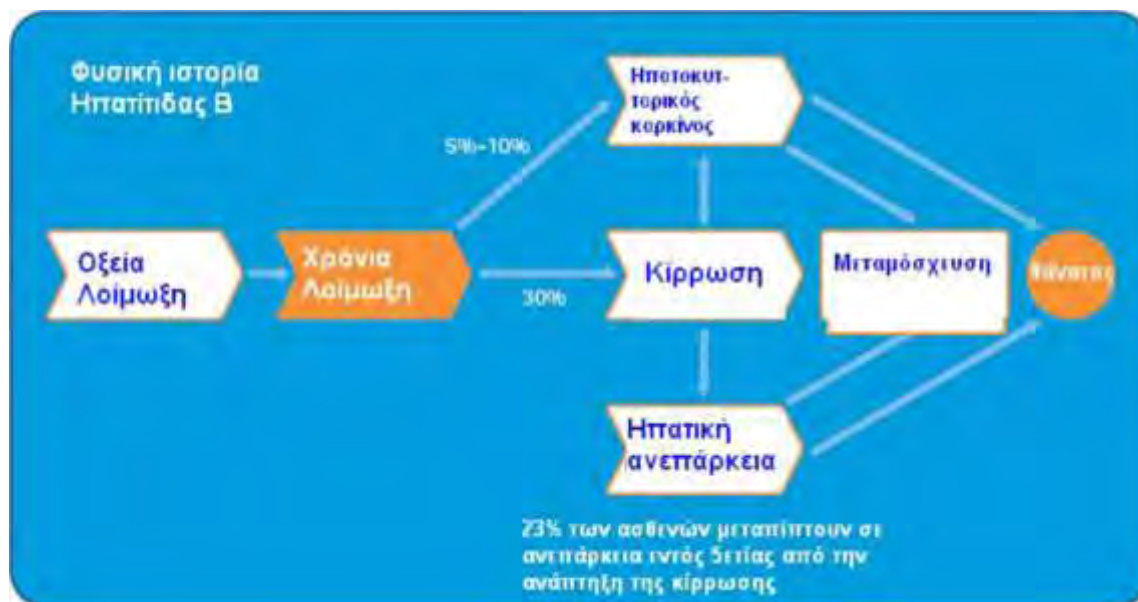 Φυσική ιστορία
Ηπατίτιδας Β
Ηπατοκυτ-
ταρικός
καρκίνος
5%-10%
Οξεία
Λοίμωξη
Χρόνια
Λοίμωξη
30%
Κίρρωση
Μεταμόσχευση
Θάνατος
Ηπατική
ανεπάρκεια
23% των ασθενών μεταπίπτουν σε
ανεπάρκεια εντός 5ετίας από την
ανάπτηξη της κίρρωσης